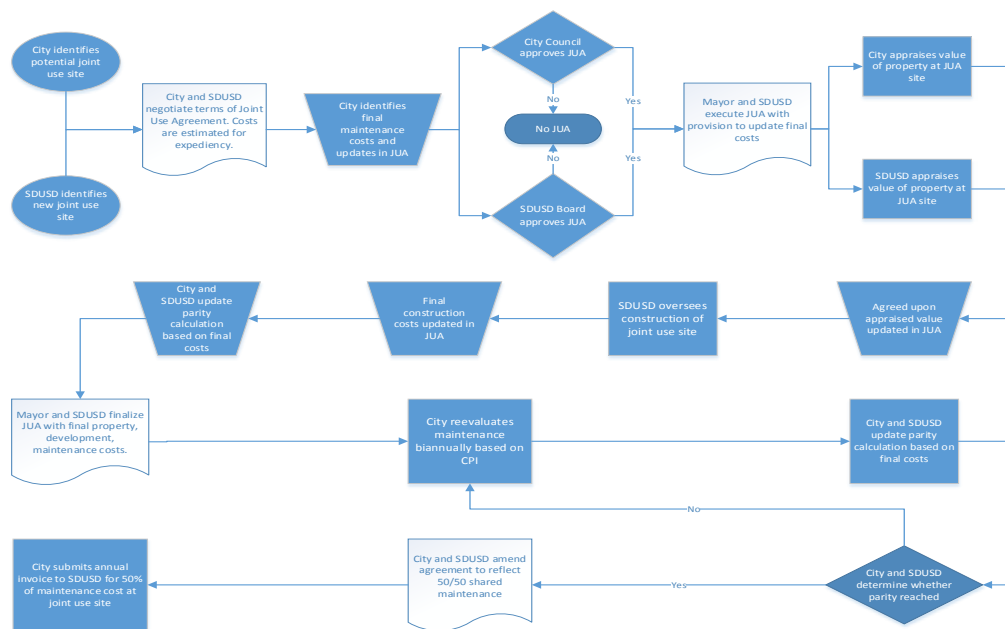 City identifies
potential joint
use site
SDUSD identifies
new joint use
site
City and SDUSD
negotiate terms of Joint
Use Agreement. Costs
are estimated for
expediency.
City identifies
final
maintenance
costs and
updates in JUA
City Council
approves JUA
No
No JUA
No
SDUSD Board
approves JUA
Yes
Yes
Mayor and SDUSD
execute JUA with
provision to update final
costs
City appraises value
of property at JUA
site
SDUSD appraises
value of property at
JUA site
City and
SDUSD update
parity
calculation
based on final
costs
Final
construction
costs updated in
JUA
SDUSD oversees
construction of
joint use site
Agreed upon
appraised value
updated in JUA
Mayor and SDUSD finalize
JUA with final property,
development,
maintenance costs.
City reevaluates
maintenance
biannually based on
CPI
City and SDUSD
update parity
calculation based on
final costs
No
City submits annual
invoice to SDUSD for 50%
of maintenance cost at
joint use site
City and SDUSD amend
agreement to reflect
50/50 shared
maintenance
Yes
City and SDUSD
determine whether
parity reached